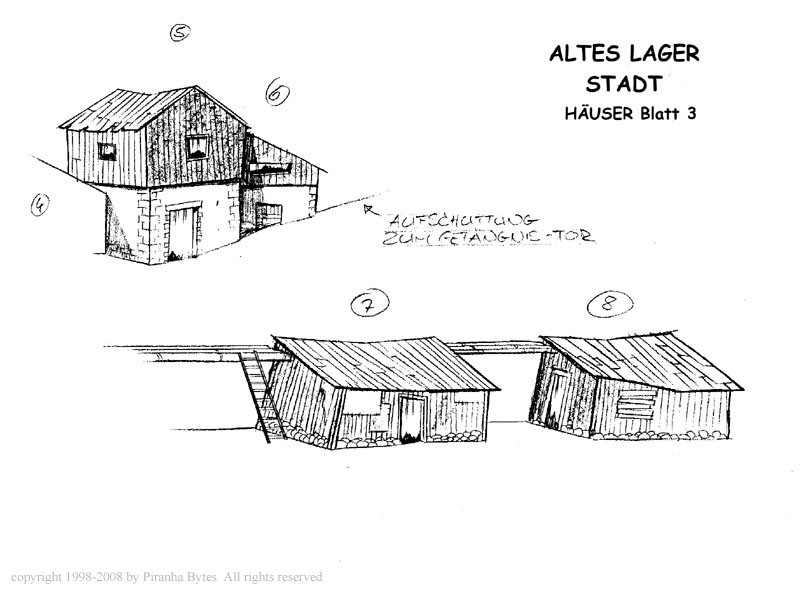 ALTES LAGER
STADT
HÄUSER Blatt 3
5
6
4
AUFSCHÜTTUNG
ZUM GEFÄNGNIS-TOR
7
8
copyright 1998-2008 by Piranha Bytes All rights reserved